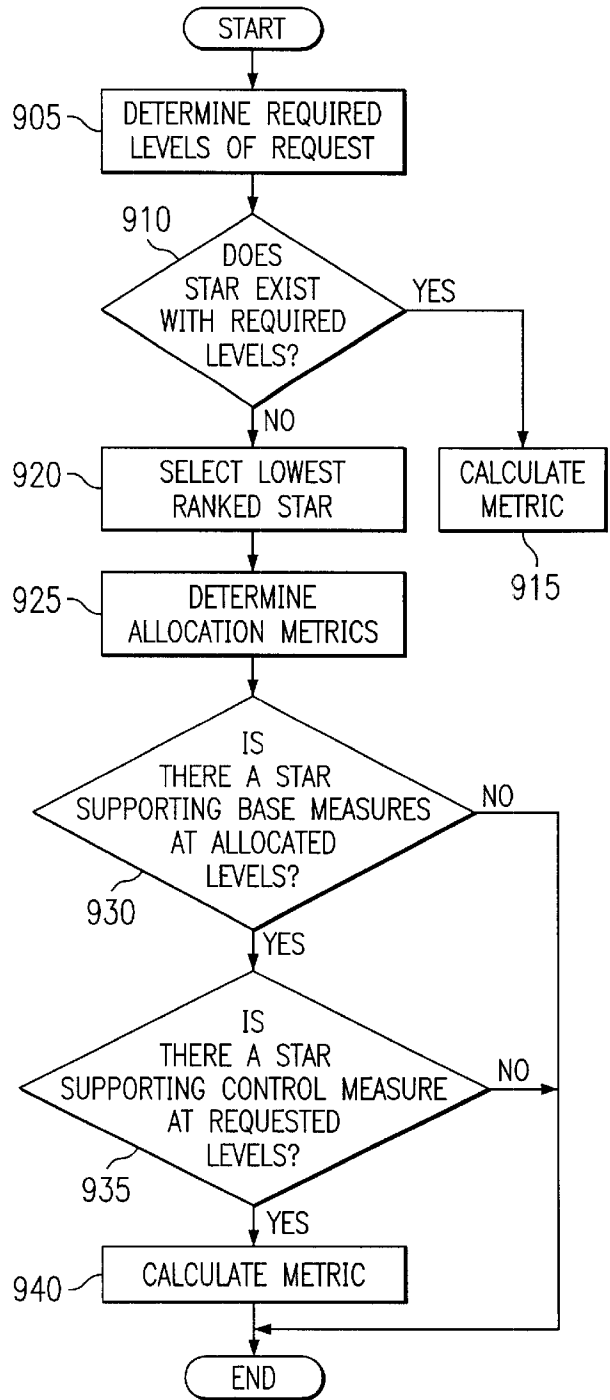 START
905
DETERMINE REQUIRED
LEVELS OF REQUEST
910
DOES
STAR EXIST
WITH REQUIRED
LEVELS?
YES
NO
920
SELECT LOWEST
RANKED STAR
CALCULATE
METRIC
915
925
DETERMINE
ALLOCATION METRICS
IS
THERE A STAR
SUPPORTING BASE MEASURES
AT ALLOCATED
LEVELS?
NO
930
YES
IS
THERE A STAR
SUPPORTING CONTROL MEASURE
AT REQUESTED
LEVELS?
NO
935
YES
940
CALCULATE METRIC
END